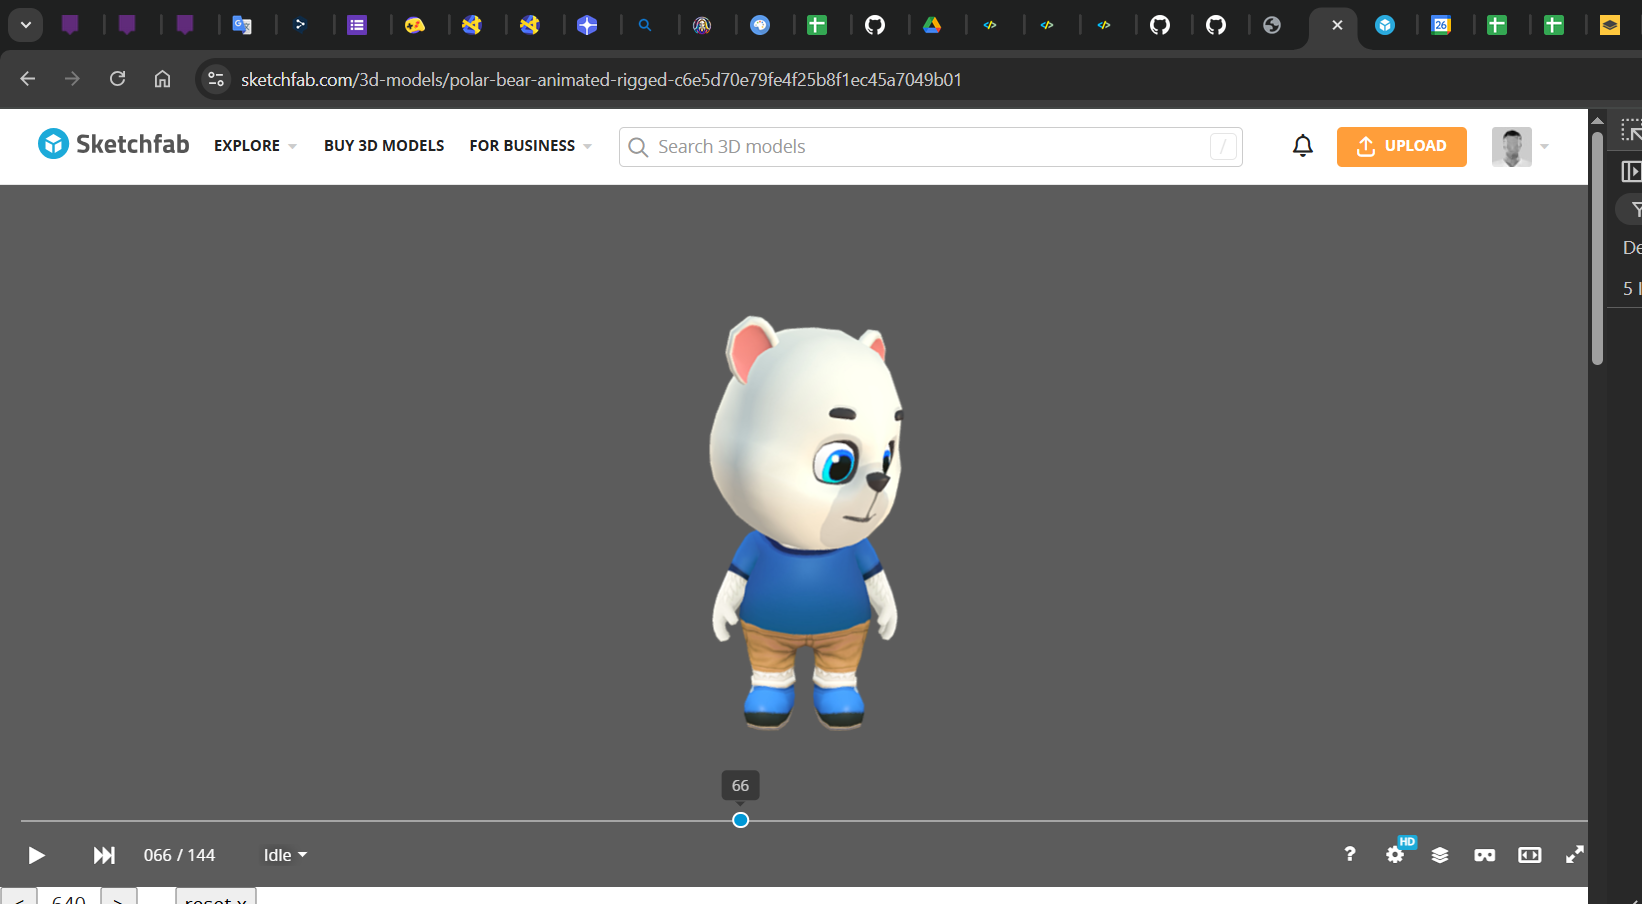 26
sketchfab.com/3d-models/polar-bear-animated-rigged-c6e5d70e79fe4f25b8f1ec45a7049b01
Sketchfab EXPLORE BUY 3D MODELS FOR BUSINESS Search 3D models / UPLOAD
De
5
66
066 / 144 Idle ? HD
< 640 > reset x